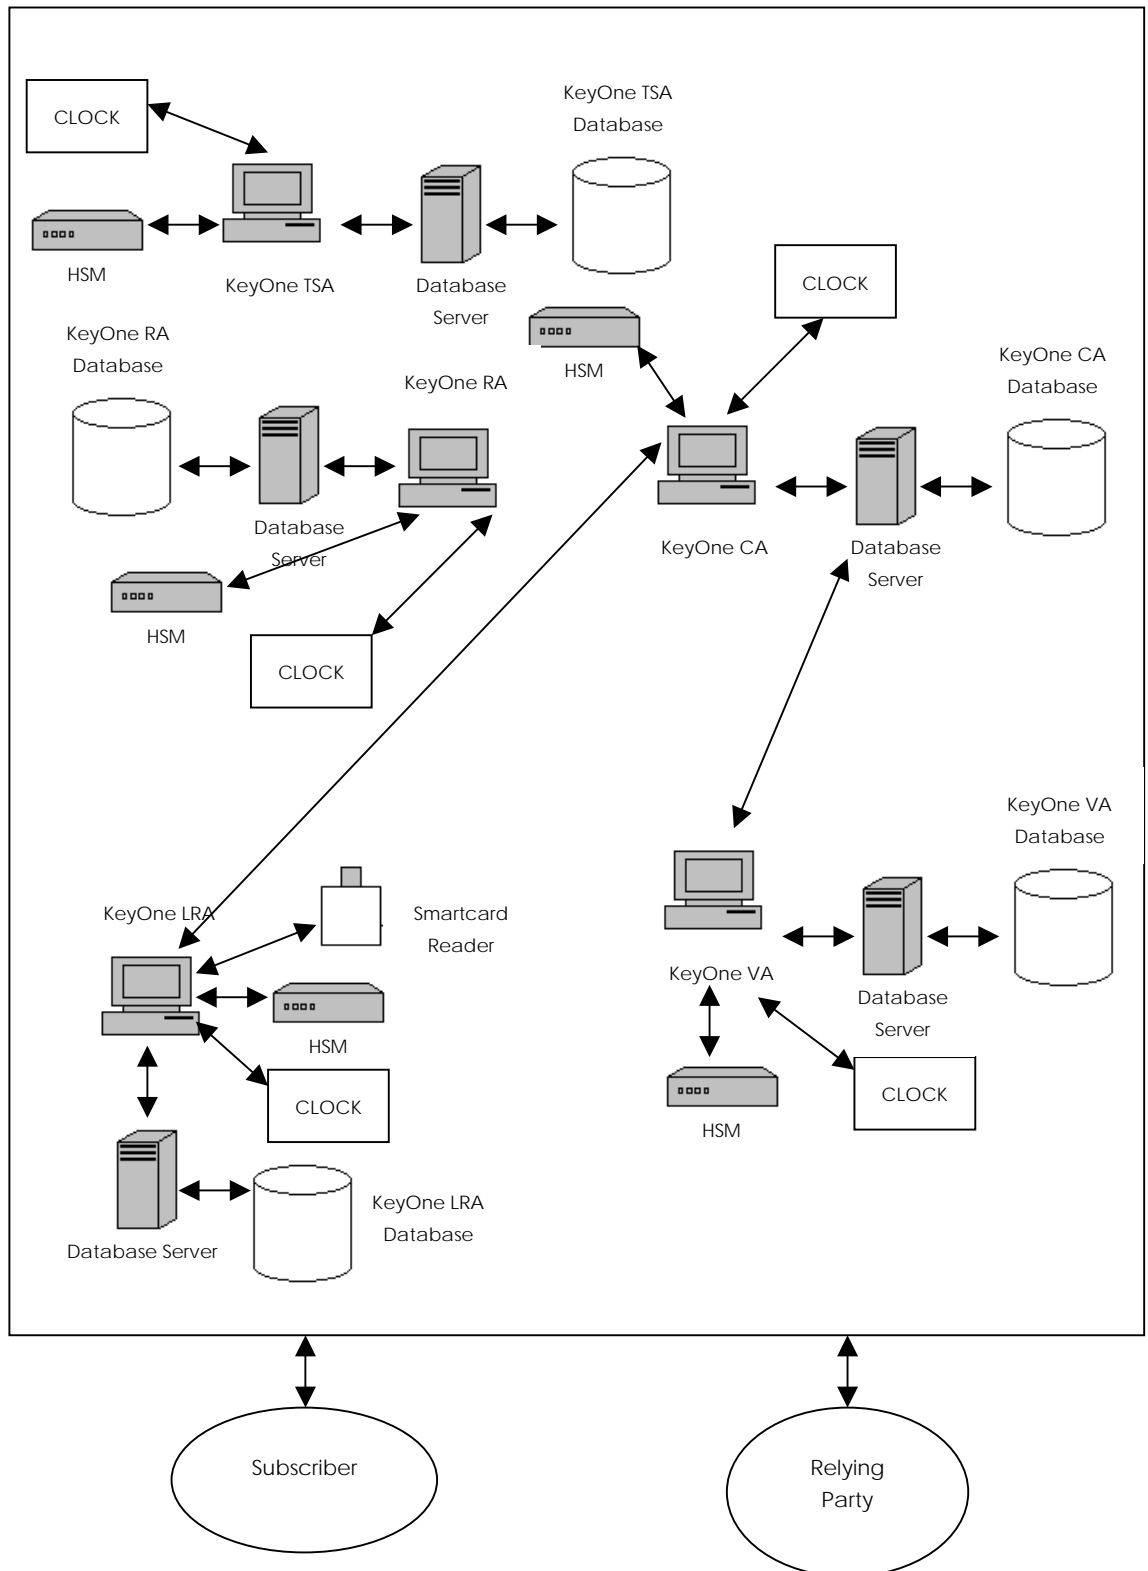 CLOCK
KeyOne TSA
Database
HSM
KeyOne TSA
Database
Server
CLOCK
KeyOne RA
Database
KeyOne RA
HSM
KeyOne CA
Database
Database
Server
HSM
CLOCK
KeyOne CA
Database
Server
KeyOne VA
Database
KeyOne LRA
Smartcard
Reader
HSM
CLOCK
KeyOne VA
Database
Server
CLOCK
HSM
KeyOne LRA
Database
Database Server
Subscriber
Relying
Party